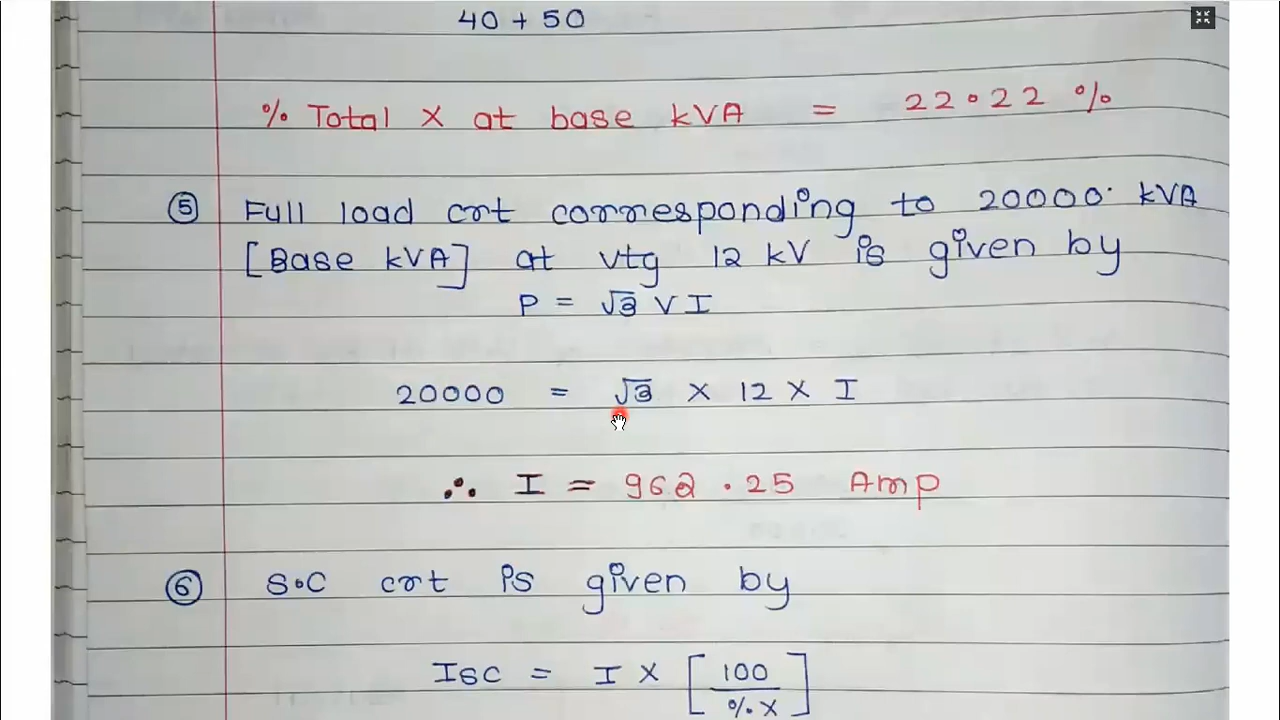 40 + 50
% Total X at base kVA = 22.22 %
⑤ Full load crt corresponding to 20000 kVA
[Base kVA] at vtg 12 kV is given by
P = √3 V I
20000 = √3 × 12 × I
∴ I = 962.25 Amp
⑥ S.C crt is given by
Isc = I × [100 / % X]